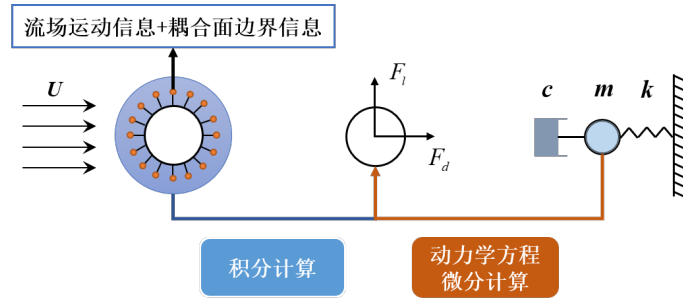 流场运动信息+耦合面边界信息
U
F_l
F_d
c m k
积分计算
动力学方程
微分计算